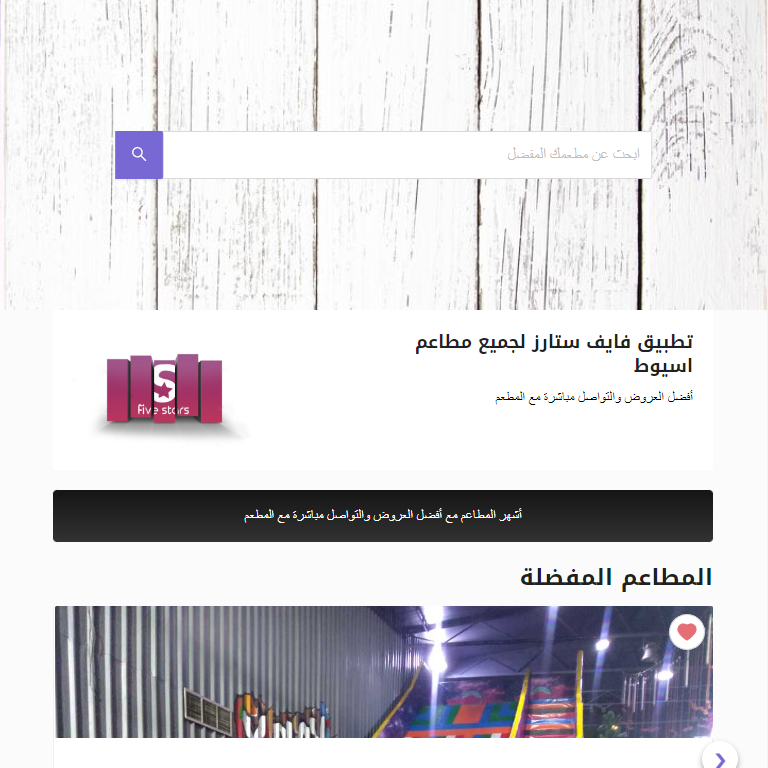 ابحث عن مطعمك المفضل
تطبيق فايف ستارز لجميع مطاعم
اسيوط
أفضل العروض والتواصل مباشرة مع المطعم
S
Five stars
أشهر المطاعم مع أفضل العروض والتواصل مباشرة مع المطعم
المطاعم المفضلة